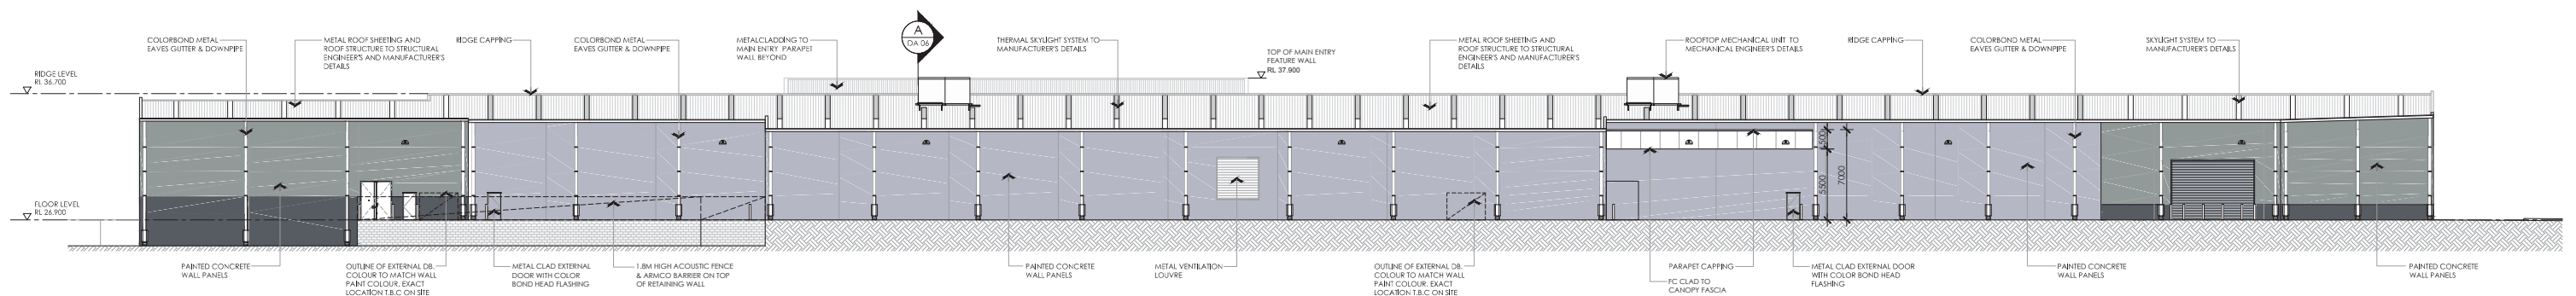 A
DA 06
COLORBOND METAL
EAVES GUTTER & DOWNPIPE
METAL ROOF SHEETING AND
ROOF STRUCTURE TO STRUCTURAL
ENGINEER'S AND MANUFACTURER'S
DETAILS
RIDGE CAPPING
COLORBOND METAL
EAVES GUTTER & DOWNPIPE
METALCLADDING TO
MAIN ENTRY PARAPET
WALL BEYOND
THERMAL SKYLIGHT SYSTEM TO
MANUFACTURER'S DETAILS
TOP OF MAIN ENTRY
FEATURE WALL
RL 37.900
METAL ROOF SHEETING AND
ROOF STRUCTURE TO STRUCTURAL
ENGINEER'S AND MANUFACTURER'S
DETAILS
ROOFTOP MECHANICAL UNIT TO
MECHANICAL ENGINEER'S DETAILS
RIDGE CAPPING
COLORBOND METAL
EAVES GUTTER & DOWNPIPE
SKYLIGHT SYSTEM TO
MANUFACTURER'S DETAILS
RIDGE LEVEL
RL 36.700
1500
5500
7000
FLOOR LEVEL
RL 26.900
PAINTED CONCRETE
WALL PANELS
OUTLINE OF EXTERNAL DB.
COLOUR TO MATCH WALL
PAINT COLOUR. EXACT
LOCATION T.B.C ON SITE
METAL CLAD EXTERNAL
DOOR WITH COLOR
BOND HEAD FLASHING
1.8M HIGH ACOUSTIC FENCE
& ARMCO BARRIER ON TOP
OF RETAINING WALL
PAINTED CONCRETE
WALL PANELS
METAL VENTILATION
LOUVRE
OUTLINE OF EXTERNAL DB.
COLOUR TO MATCH WALL
PAINT COLOUR. EXACT
LOCATION T.B.C ON SITE
PARAPET CAPPING
FC CLAD TO
CANOPY FASCIA
METAL CLAD EXTERNAL DOOR
WITH COLOR BOND HEAD
FLASHING
PAINTED CONCRETE
WALL PANELS
PAINTED CONCRETE
WALL PANELS